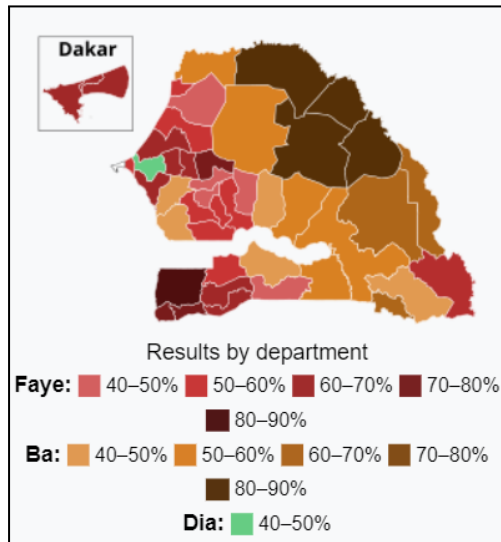 Dakar
Results by department
Faye: 40–50% 50–60% 60–70% 70–80%
80–90%
Ba: 40–50% 50–60% 60–70% 70–80%
80–90%
Dia: 40–50%